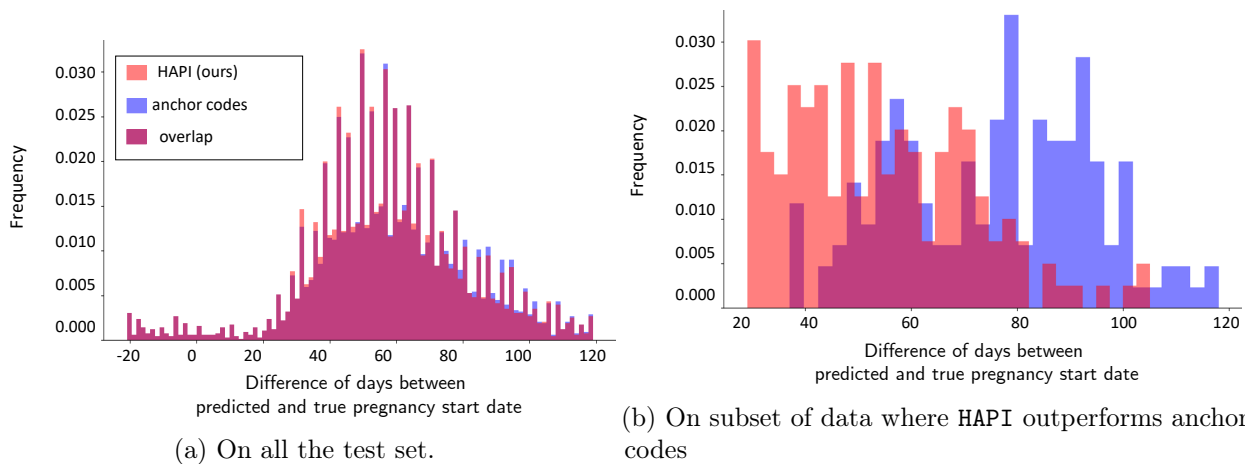 0.030
0.025
0.020
0.015
0.010
0.005
0.000
Frequency
HAPI (ours)
anchor codes
overlap
-20 0 20 40 60 80 100 120
Difference of days between
predicted and true pregnancy start date
(a) On all the test set.
0.030
0.025
0.020
0.015
0.010
0.005
0.000
Frequency
20 40 60 80 100 120
Difference of days between
predicted and true pregnancy start date
(b) On subset of data where HAPI outperforms anchor
codes